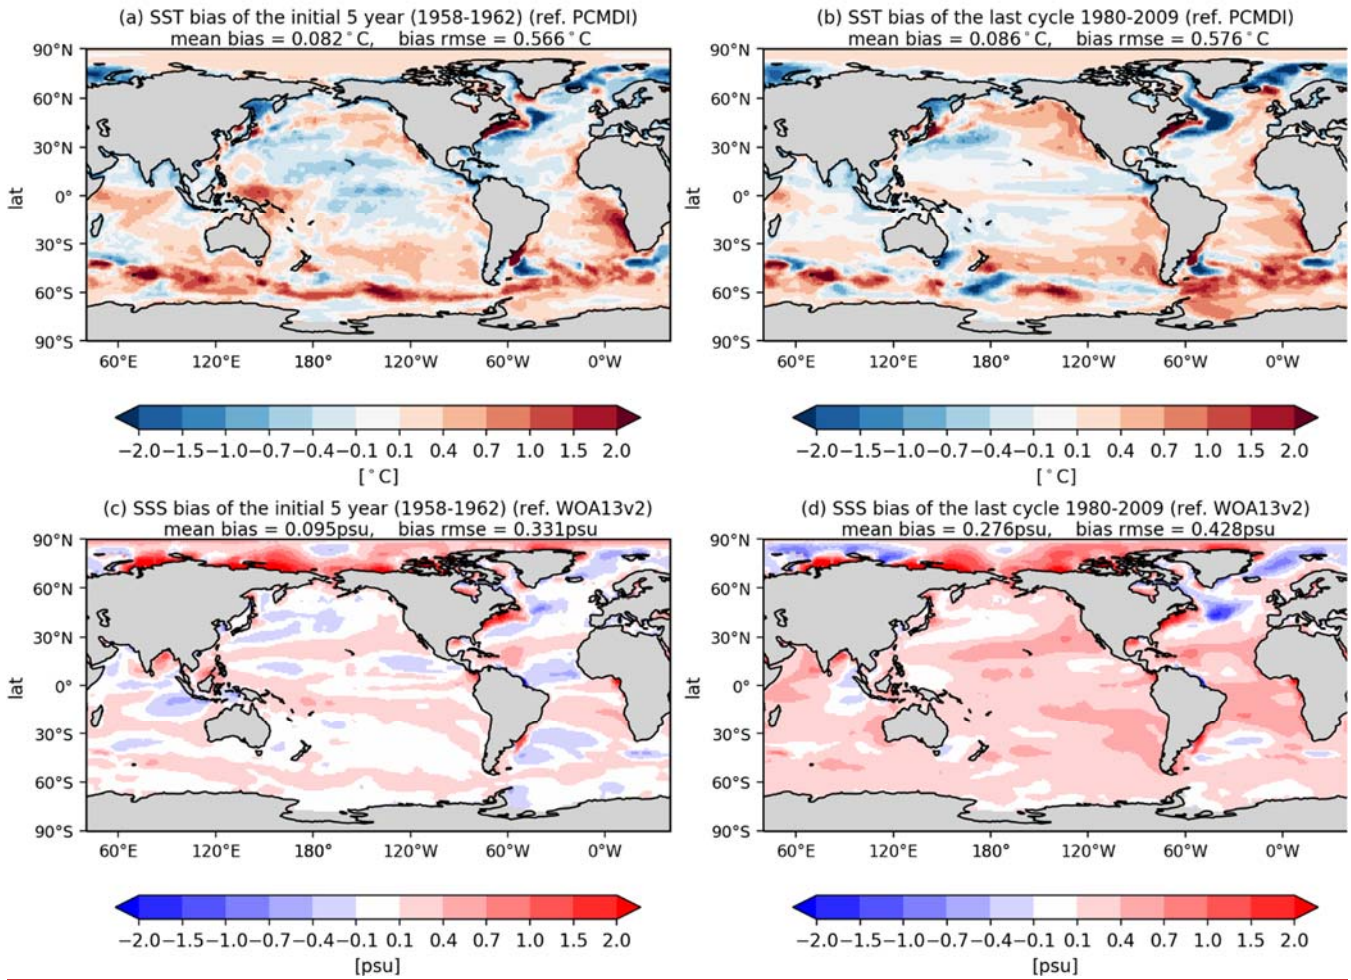 (a) SST bias of the initial 5 year (1958-1962) (ref. PCMDI)
mean bias = 0.082°C, bias rmse = 0.566°C
90°N
60°N
30°N
0°
30°S
60°S
90°S
lat
60°E 120°E 180° 120°W 60°W 0°W
−2.0 −1.5 −1.0 −0.7 −0.4 −0.1 0.1 0.4 0.7 1.0 1.5 2.0
[°C]
(b) SST bias of the last cycle 1980-2009 (ref. PCMDI)
mean bias = 0.086°C, bias rmse = 0.576°C
90°N
60°N
30°N
0°
30°S
60°S
90°S
lat
60°E 120°E 180° 120°W 60°W 0°W
−2.0 −1.5 −1.0 −0.7 −0.4 −0.1 0.1 0.4 0.7 1.0 1.5 2.0
[°C]
(c) SSS bias of the initial 5 year (1958-1962) (ref. WOA13v2)
mean bias = 0.095psu, bias rmse = 0.331psu
90°N
60°N
30°N
0°
30°S
60°S
90°S
lat
60°E 120°E 180° 120°W 60°W 0°W
−2.0 −1.5 −1.0 −0.7 −0.4 −0.1 0.1 0.4 0.7 1.0 1.5 2.0
[psu]
(d) SSS bias of the last cycle 1980-2009 (ref. WOA13v2)
mean bias = 0.276psu, bias rmse = 0.428psu
90°N
60°N
30°N
0°
30°S
60°S
90°S
lat
60°E 120°E 180° 120°W 60°W 0°W
−2.0 −1.5 −1.0 −0.7 −0.4 −0.1 0.1 0.4 0.7 1.0 1.5 2.0
[psu]